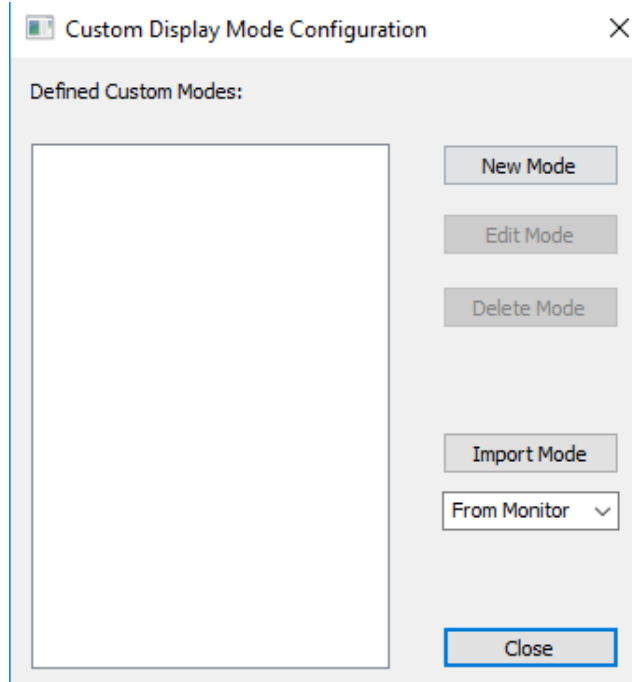 Custom Display Mode Configuration
Defined Custom Modes:
New Mode
Edit Mode
Delete Mode
Import Mode
From Monitor
Close